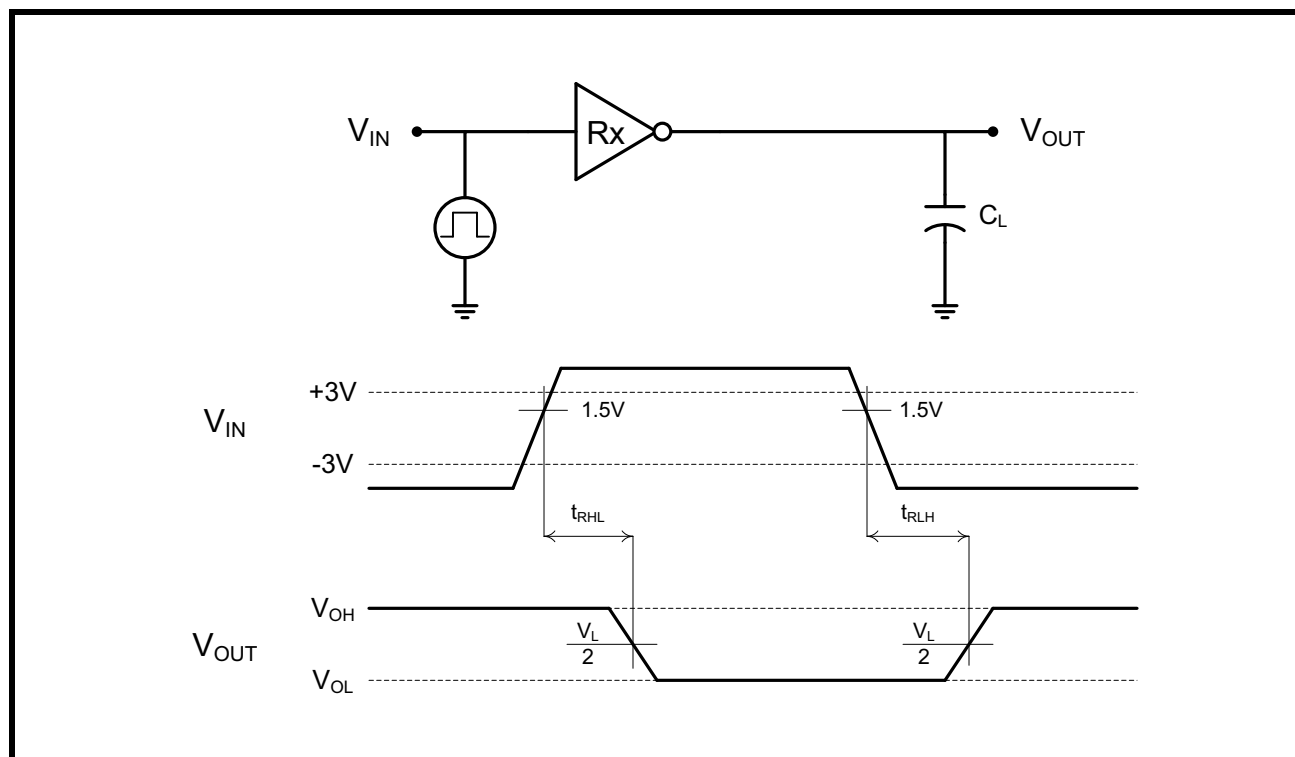 V_IN
Rx
V_OUT
C_L
+3V
1.5V
1.5V
V_IN
-3V
t_RHL
t_RLH
V_OH
V_L
2
V_L
2
V_OUT
V_OL